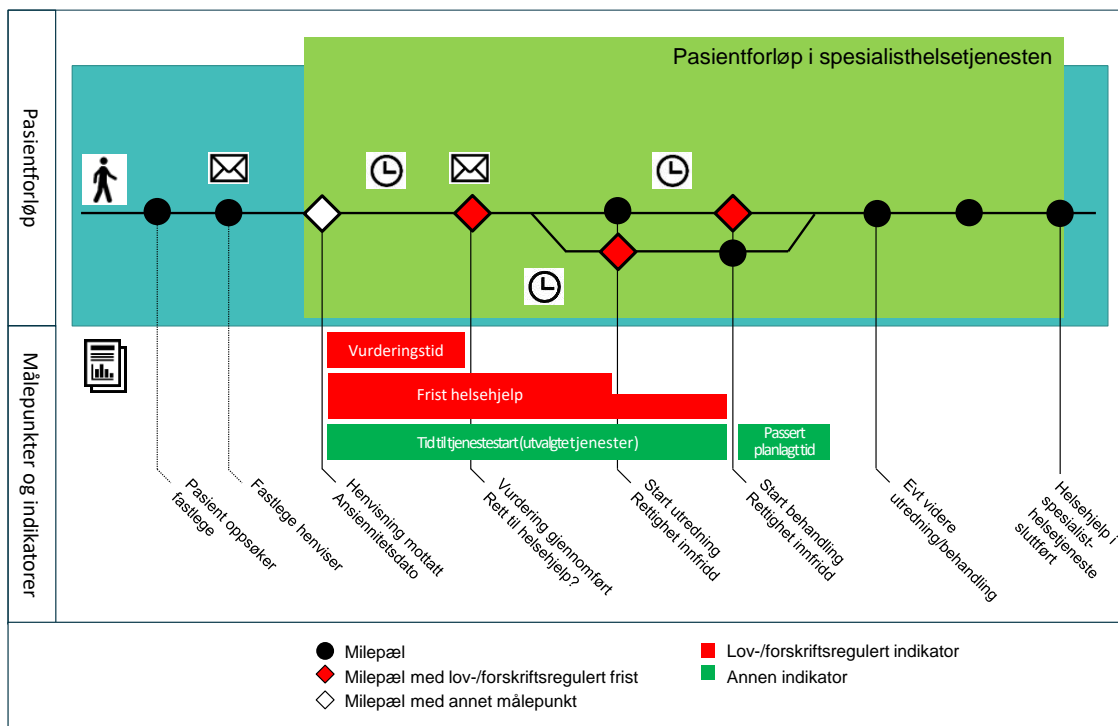 Pasientforløp i spesialisthelsetjenesten
Pasientforløp
Målepunkter og indikatorer
Vurderingstid
Frist helsehjelp
Tid til tjenestestart (utvalgte tjenester)
Passert
planlagt tid
Pasient oppsøker
fastlege
Fastlege henviser
Henvisning mottatt
Ansiennitetsdato
Vurdering gjennomført
Rett til helsehjelp?
Start utredning
Rettighet innfridd
Start behandling
Rettighet innfridd
Evt videre
utredning/behandling
Helsehjelp i
spesialist-
helsetjeneste
sluttført
Milepæl
Milepæl med lov-/forskriftsregulert frist
Milepæl med annet målepunkt
Lov-/forskriftsregulert indikator
Annen indikator